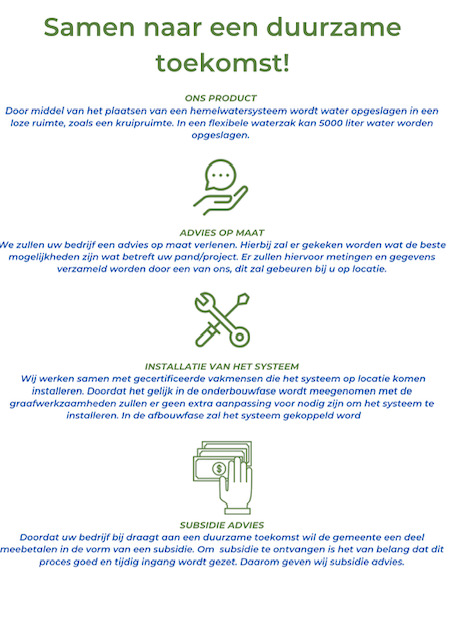 Samen naar een duurzame
toekomst!
ONS PRODUCT
Door middel van het plaatsen van een hemelwatersysteem wordt water opgeslagen in een
loze ruimte, zoals een kruipruimte. In een flexibele waterzak kan 5000 liter water worden
opgeslagen.
ADVIES OP MAAT
We zullen uw bedrijf een advies op maat verlenen. Hierbij zal er gekeken worden wat de beste
mogelijkheden zijn wat betreft uw pand/project. Er zullen hiervoor metingen en gegevens
verzameld worden door een van ons, dit zal gebeuren bij u op locatie.
INSTALLATIE VAN HET SYSTEEM
Wij werken samen met gecertificeerde vakmensen die het systeem op locatie komen
installeren. Doordat het gelijk in de onderbouwfase wordt meegenomen met de
graafwerkzaamheden zullen er geen extra aanpassing voor nodig zijn om het systeem te
installeren. In de afbouwfase zal het systeem gekoppeld word
$
SUBSIDIE ADVIES
Doordat uw bedrijf bij draagt aan een duurzame toekomst wil de gemeente een deel
meebetalen in de vorm van een subsidie. Om subsidie te ontvangen is het van belang dat dit
proces goed en tijdig ingang wordt gezet. Daarom geven wij subsidie advies.